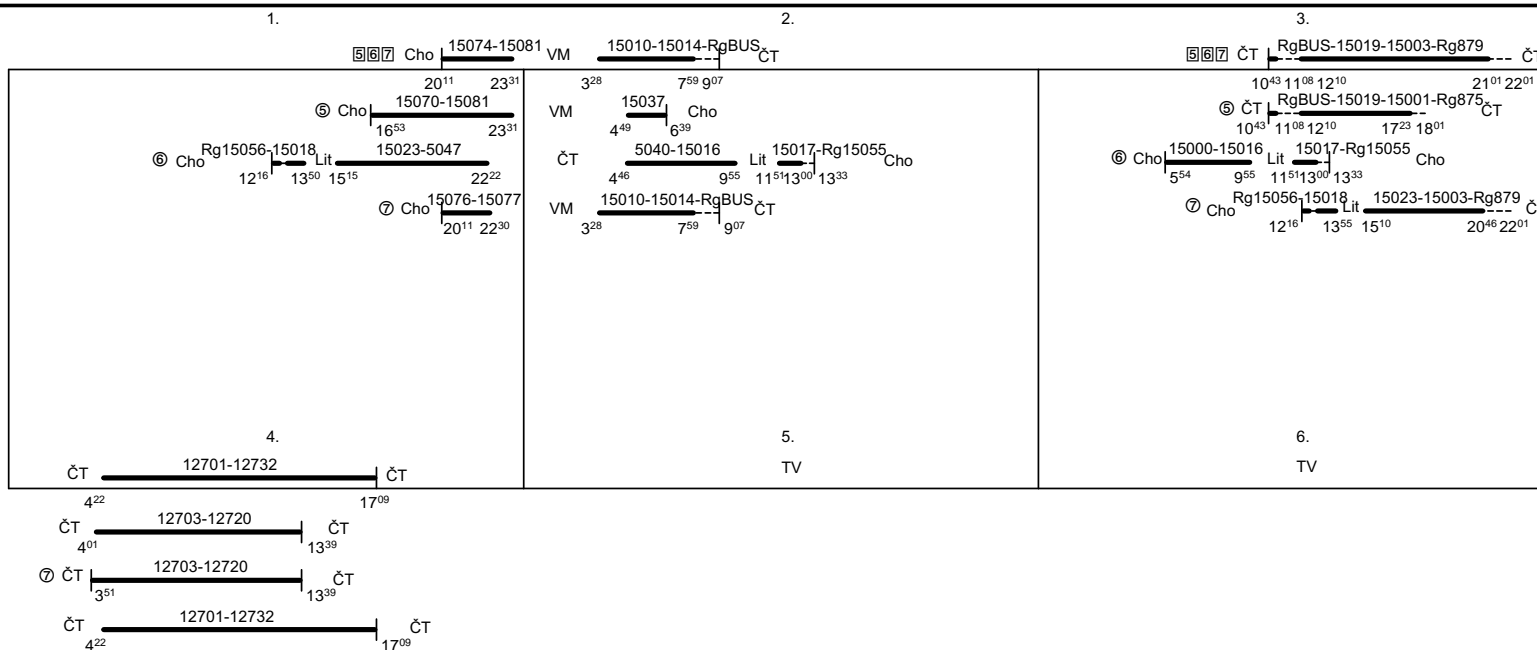 1. 2. 3.
5 6 7 Cho 15074-15081 VM 15010-15014-RgBUS ČT 5 6 7 ČT RgBUS-15019-15003-Rg879
20¹¹ 23³¹ 3²⁸ 7⁵⁹ 9⁰⁷ 10⁴³ 11⁰⁸ 12¹⁰ 21⁰¹ 22⁰¹
⑤ Cho 15070-15081 VM 15037 Cho ⑤ ČT RgBUS-15019-15001-Rg875 ČT
16⁵³ 23³¹ 4⁴⁹ 6³⁹ 10⁴³ 11⁰⁸ 12¹⁰ 17²³ 18⁰¹
⑥ Cho Rg15056-15018 Lit 15023-5047 ČT 5040-15016 Lit 15017-Rg15055 Cho ⑥ Cho 15000-15016 Lit 15017-Rg15055 Cho
12¹⁶ 13⁵⁰ 15¹⁵ 22²² 4⁴⁶ 9⁵⁵ 11⁵¹ 13⁰⁰ 13³³ 5⁵⁴ 9⁵⁵ 11⁵¹ 13⁰⁰ 13³³
⑦ Cho 15076-15077 VM 15010-15014-RgBUS ČT ⑦ Cho Rg15056-15018 Lit 15023-15003-Rg879
20¹¹ 22³⁰ 3²⁸ 7⁵⁹ 9⁰⁷ 12¹⁶ 13⁵⁵ 15¹⁰ 20⁴⁶ 22⁰¹
4. 5. 6.
ČT 12701-12732 ČT TV TV
4²² 17⁰⁹
ČT 12703-12720 ČT
4⁰¹ 13³⁹
⑦ ČT 12703-12720 ČT
3⁵¹ 13³⁹
ČT 12701-12732 ČT
4²² 17⁰⁹